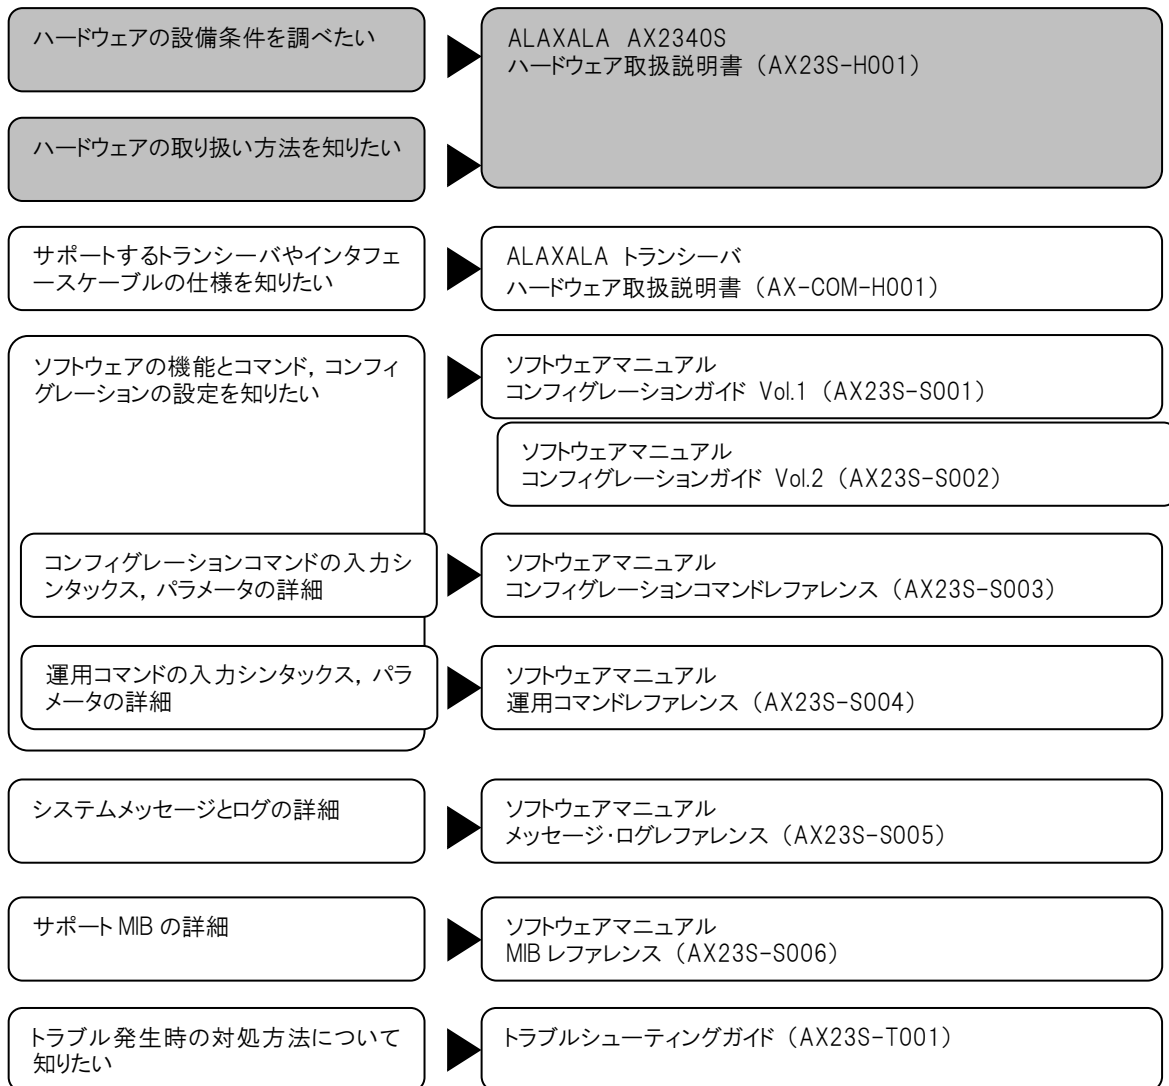 ハードウェアの設備条件を調べたい
ALAXALA AX2340S
ハードウェア取扱説明書（AX23S-H001）
ハードウェアの取り扱い方法を知りたい
サポートするトランシーバやインタフェ
ースケーブルの仕様を知りたい
ALAXALA トランシーバ
ハードウェア取扱説明書（AX-COM-H001）
ソフトウェアの機能とコマンド，コンフィ
グレーションの設定を知りたい
ソフトウェアマニュアル
コンフィグレーションガイド Vol.1（AX23S-S001）
ソフトウェアマニュアル
コンフィグレーションガイド Vol.2（AX23S-S002）
コンフィグレーションコマンドの入力シ
ンタックス，パラメータの詳細
ソフトウェアマニュアル
コンフィグレーションコマンドレファレンス（AX23S-S003）
運用コマンドの入力シンタックス，パラ
メータの詳細
ソフトウェアマニュアル
運用コマンドレファレンス（AX23S-S004）
システムメッセージとログの詳細
ソフトウェアマニュアル
メッセージ・ログレファレンス（AX23S-S005）
サポート MIB の詳細
ソフトウェアマニュアル
MIB レファレンス（AX23S-S006）
トラブル発生時の対処方法について
知りたい
トラブルシューティングガイド（AX23S-T001）